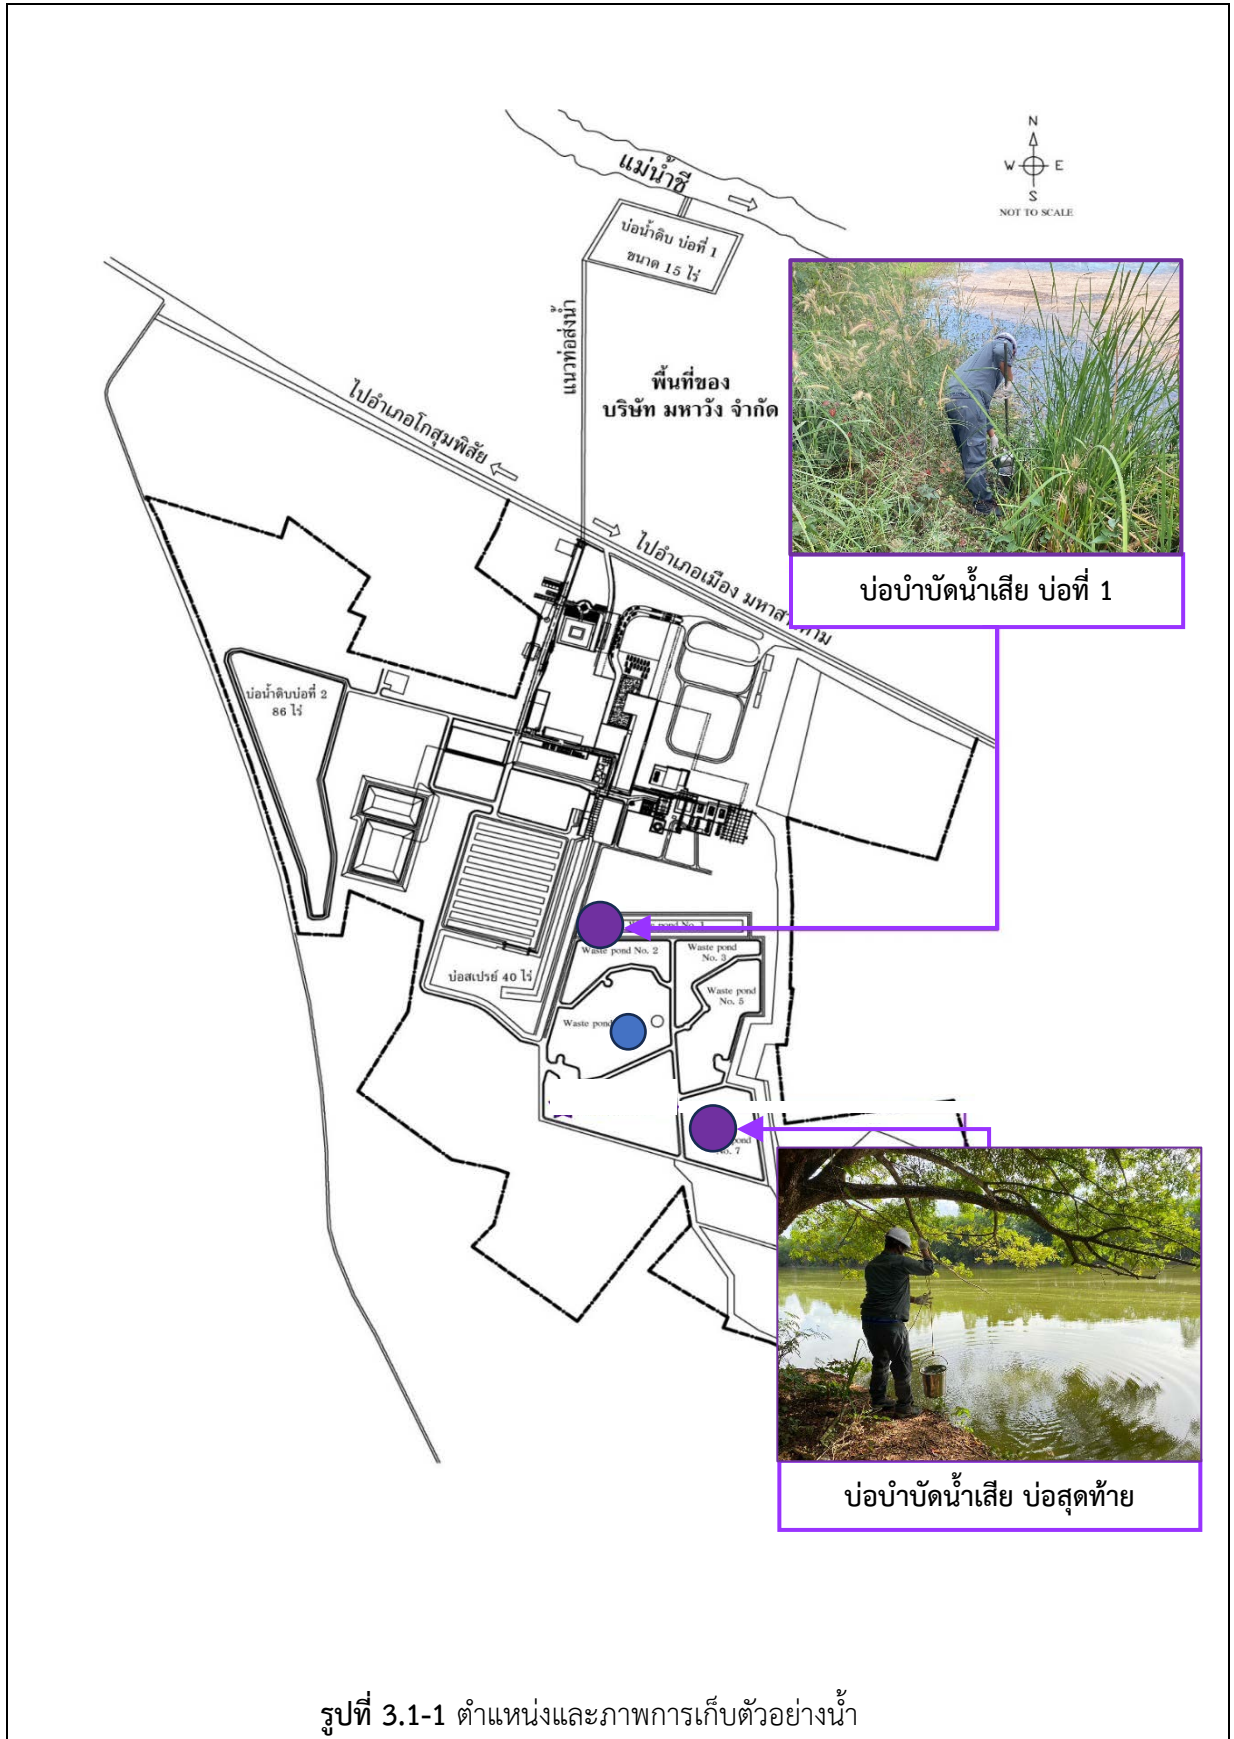 แม่น้ำชี
N
W E
S
NOT TO SCALE
บ่อน้ำดิบ บ่อที่ 1
ขนาด 15 ไร่
แนวท่อส่งน้ำ
พื้นที่ของ
บริษัท มหาวัง จำกัด
ไปอำเภอโกสุมพิสัย
ไปอำเภอเมือง มหาสารคาม
บ่อบำบัดน้ำเสีย บ่อที่ 1
บ่อน้ำดิบบ่อที่ 2
86 ไร่
Waste pond No. 1
Waste pond No. 2
Waste pond
No. 3
บ่อสเปรย์ 40 ไร่
Waste pond
No. 5
Waste pond
pond
No. 7
บ่อบำบัดน้ำเสีย บ่อสุดท้าย
รูปที่ 3.1-1 ตำแหน่งและภาพการเก็บตัวอย่างน้ำ